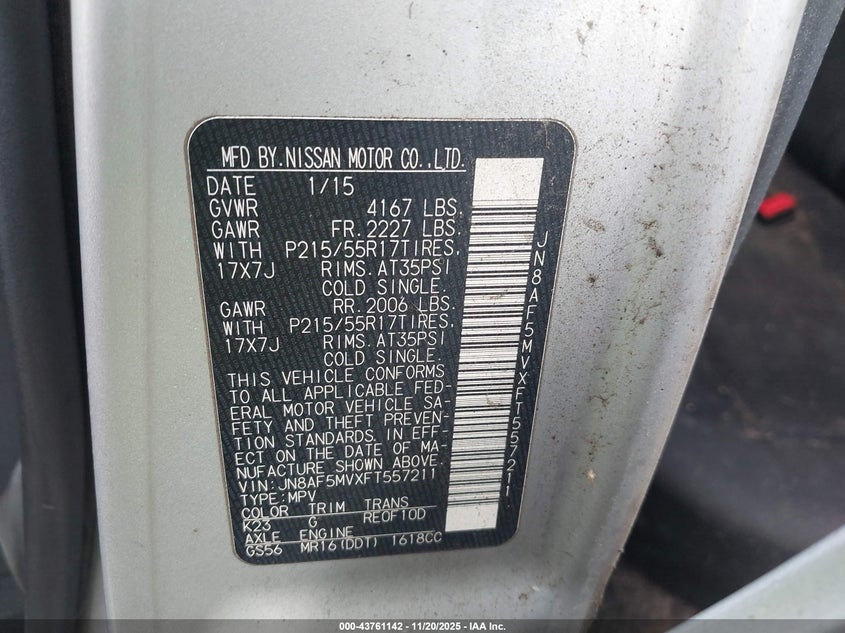 MFD BY.NISSAN MOTOR CO.,LTD.
DATE 1/15
GVWR 4167 LBS.
GAWR FR. 2227 LBS.
WITH P215/55R17TIRES,
17X7J RIMS.AT35PSI
COLD SINGLE.
GAWR RR. 2006 LBS.
WITH P215/55R17TIRES,
17X7J RIMS.AT35PSI
COLD SINGLE.
THIS VEHICLE CONFORMS
TO ALL APPLICABLE FED-
ERAL MOTOR VEHICLE SA-
FETY AND THEFT PREVEN-
TION STANDARDS IN EFF-
ECT ON THE DATE OF MA-
NUFACTURE SHOWN ABOVE.
VIN:JN8AF5MVXFT557211
TYPE:MPV
COLOR TRIM TRANS
K23 G RE0F10D
AXLE ENGINE
GS56 MR16(DDT) 1618CC
JN8AF5MVXFT557211
000-43761142 - 11/20/2025 - IAA Inc.